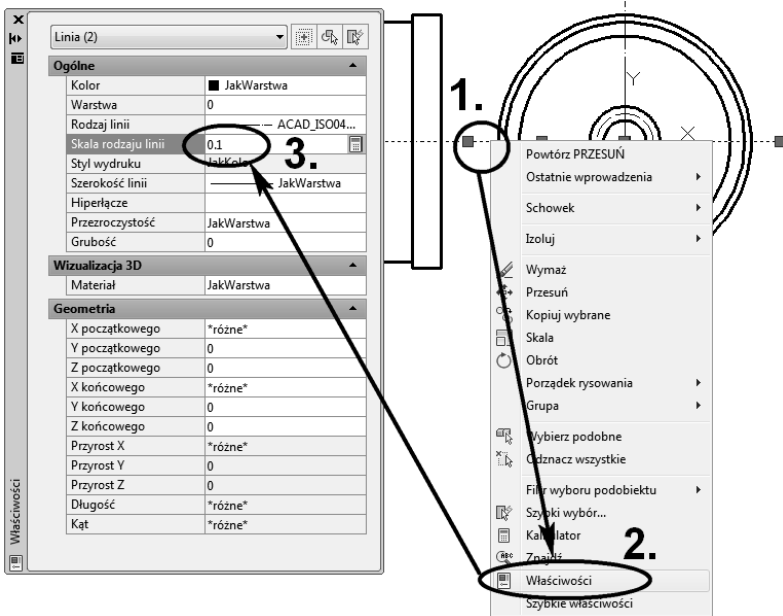 Linia (2)
Ogólne
Kolor JakWarstwa
Warstwa 0
Rodzaj linii ACAD_ISO04...
Skala rodzaju linii 0.1
Styl wydruku JakKolor
Szerokość linii JakWarstwa
Hiperłącze
Przezroczystość JakWarstwa
Grubość 0
Wizualizacja 3D
Materiał JakWarstwa
Geometria
X początkowego *różne*
Y początkowego 0
Z początkowego 0
X końcowego *różne*
Y końcowego 0
Z końcowego 0
Przyrost X *różne*
Przyrost Y 0
Przyrost Z 0
Długość *różne*
Kąt *różne*
Właściwości
3.
1.
Y
X
Powtórz PRZESUŃ
Ostatnie wprowadzenia
Schowek
Izoluj
Wymaż
Przesuń
Kopiuj wybrane
Skala
Obrót
Porządek rysowania
Grupa
Wybierz podobne
Odznacz wszystkie
Filtr wyboru podobiektu
Szybki wybór...
Kalkulator
Znajdź...
2.
Właściwości
Szybkie właściwości